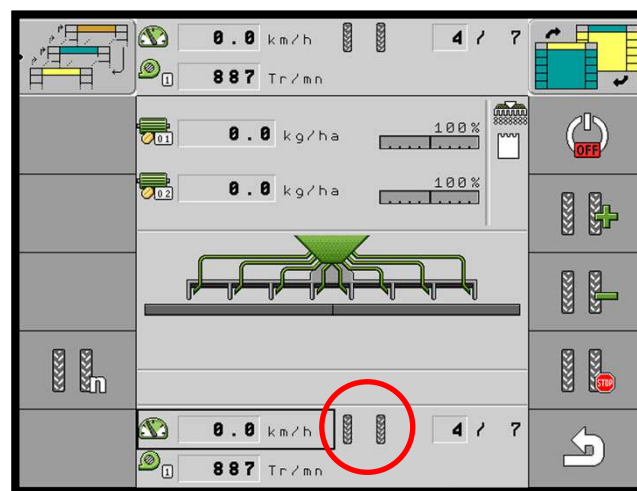 0.0 km/h 4 / 7
1 887 Tr/mn
01 0.0 kg/ha 100%
02 0.0 kg/ha 100%
OFF
n
STOP
0.0 km/h 4 / 7
1 887 Tr/mn